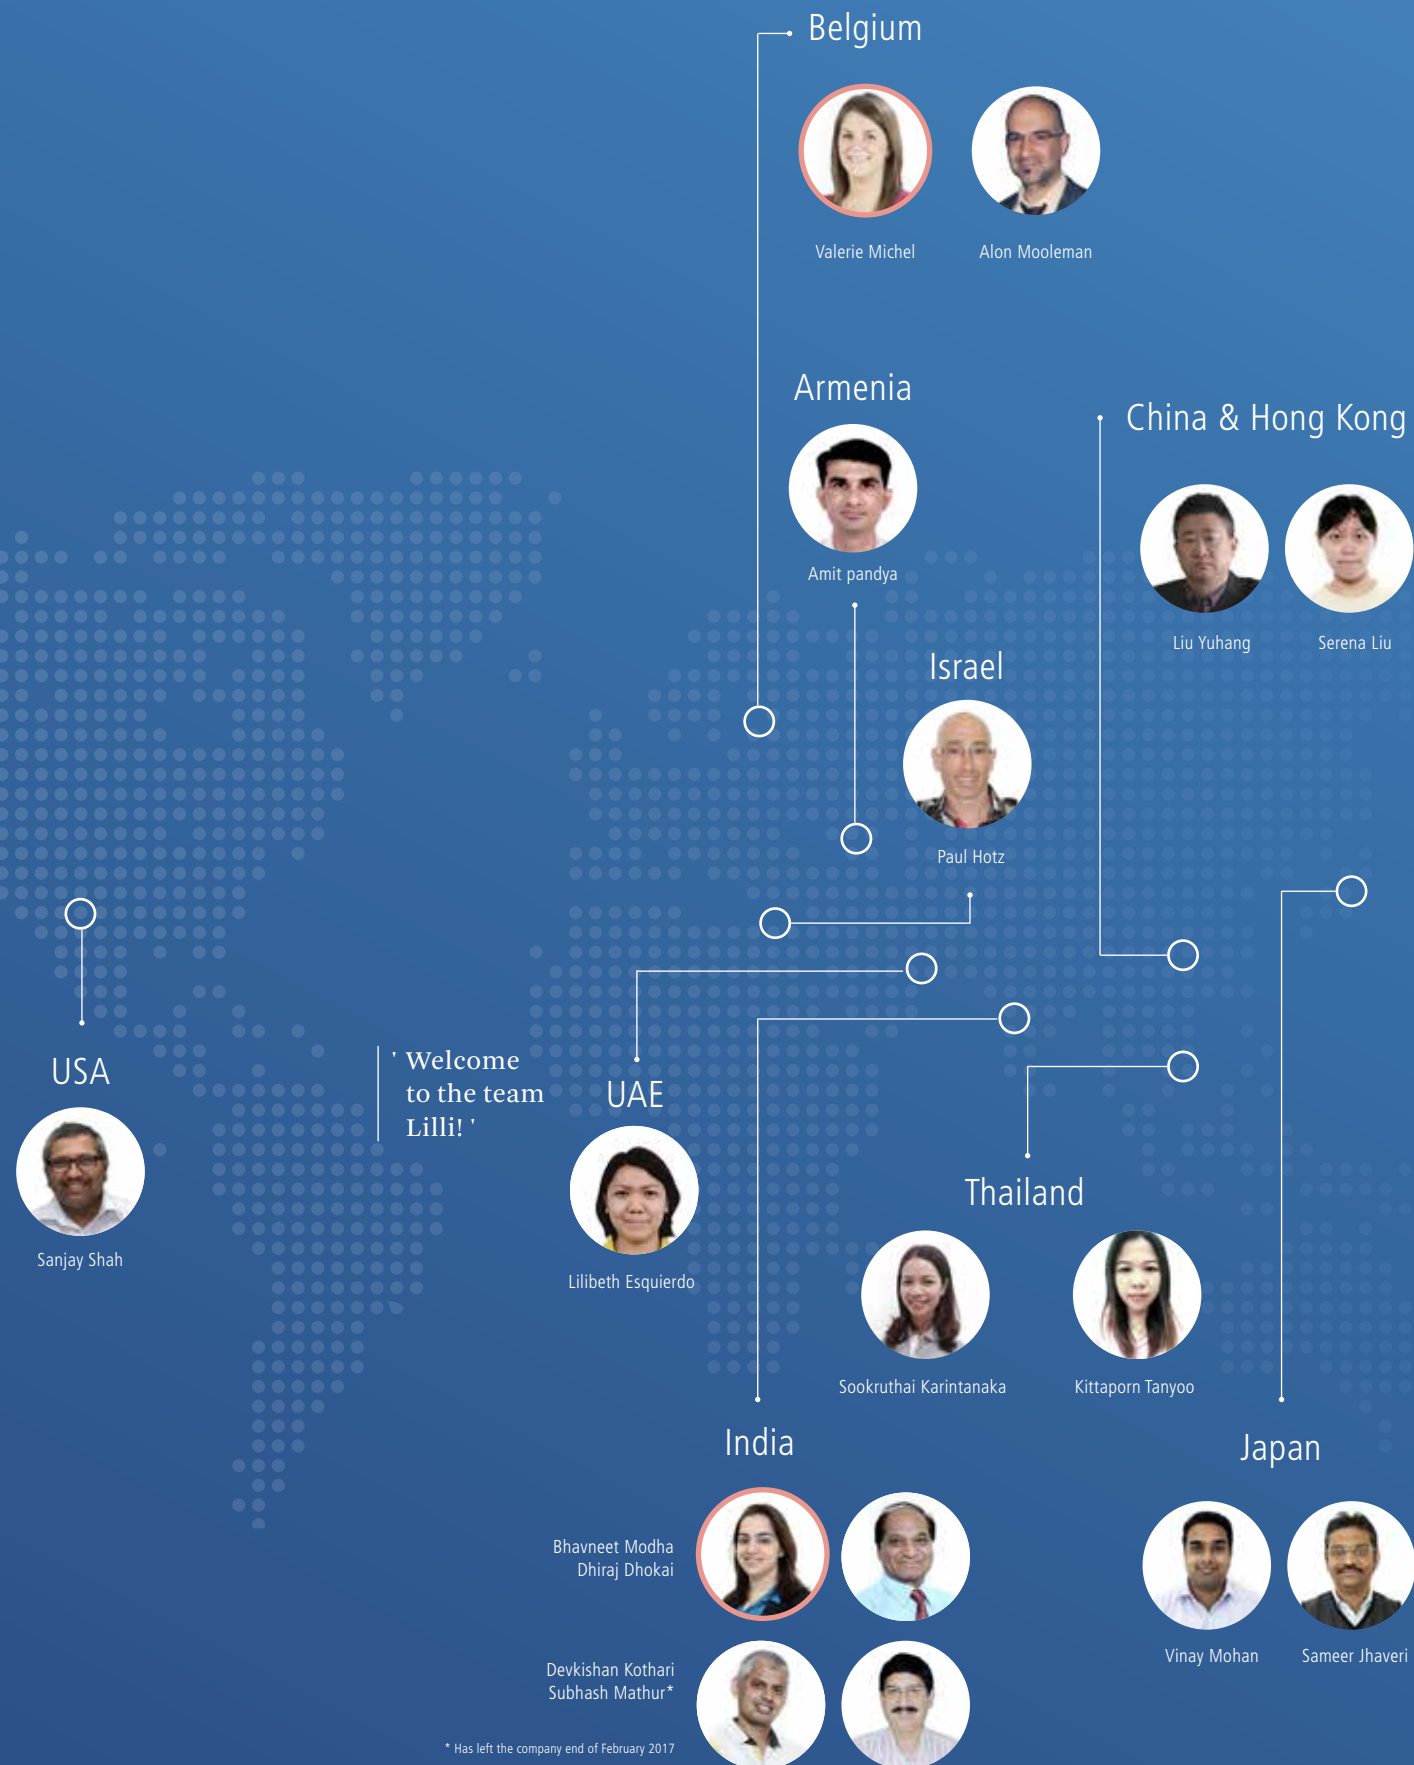 Belgium
Valerie Michel
Alon Mooleman
Armenia
Amit pandya
China & Hong Kong
Liu Yuhang
Serena Liu
Israel
Paul Hotz
USA
Sanjay Shah
' Welcome
to the team
Lilli! '
UAE
Lilibeth Esquierdo
Thailand
Sookruthai Karintanaka
Kittaporn Tanyoo
India
Bhavneet Modha
Dhiraj Dhokai
Devkishan Kothari
Subhash Mathur*
* Has left the company end of February 2017
Japan
Vinay Mohan
Sameer Jhaveri